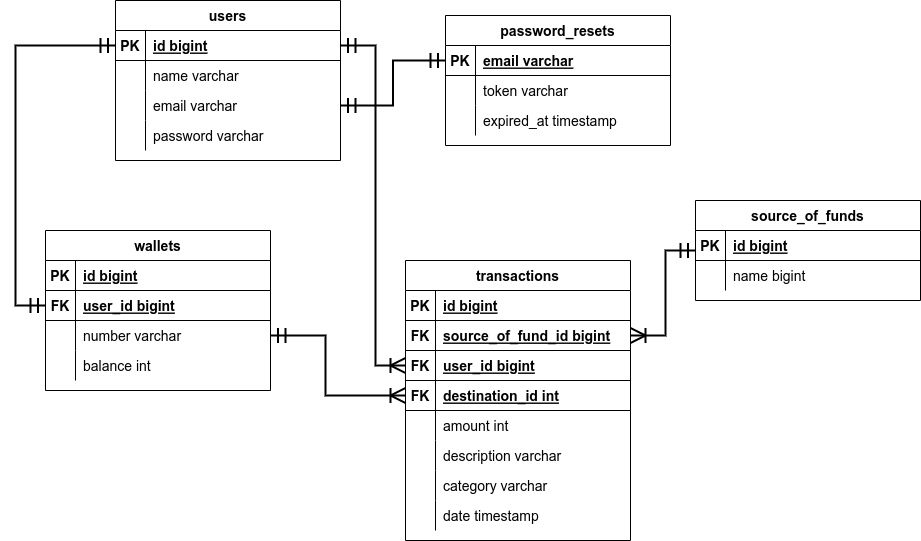 users
PK id bigint
name varchar
email varchar
password varchar
password_resets
PK email varchar
token varchar
expired_at timestamp
source_of_funds
PK id bigint
name bigint
wallets
PK id bigint
FK user_id bigint
number varchar
balance int
transactions
PK id bigint
FK source_of_fund_id bigint
FK user_id bigint
FK destination_id int
amount int
description varchar
category varchar
date timestamp